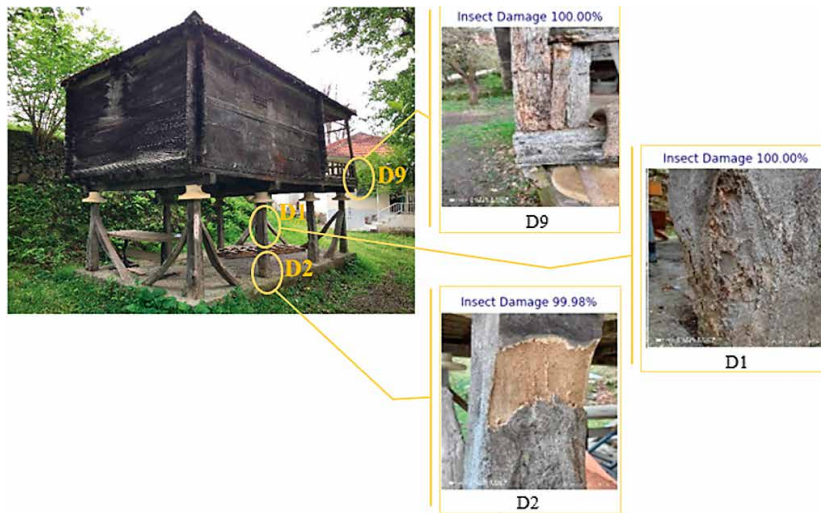 Insect Damage 100.00%
D9
D9
D1
D2
Insect Damage 100.00%
D1
Insect Damage 99.98%
D2